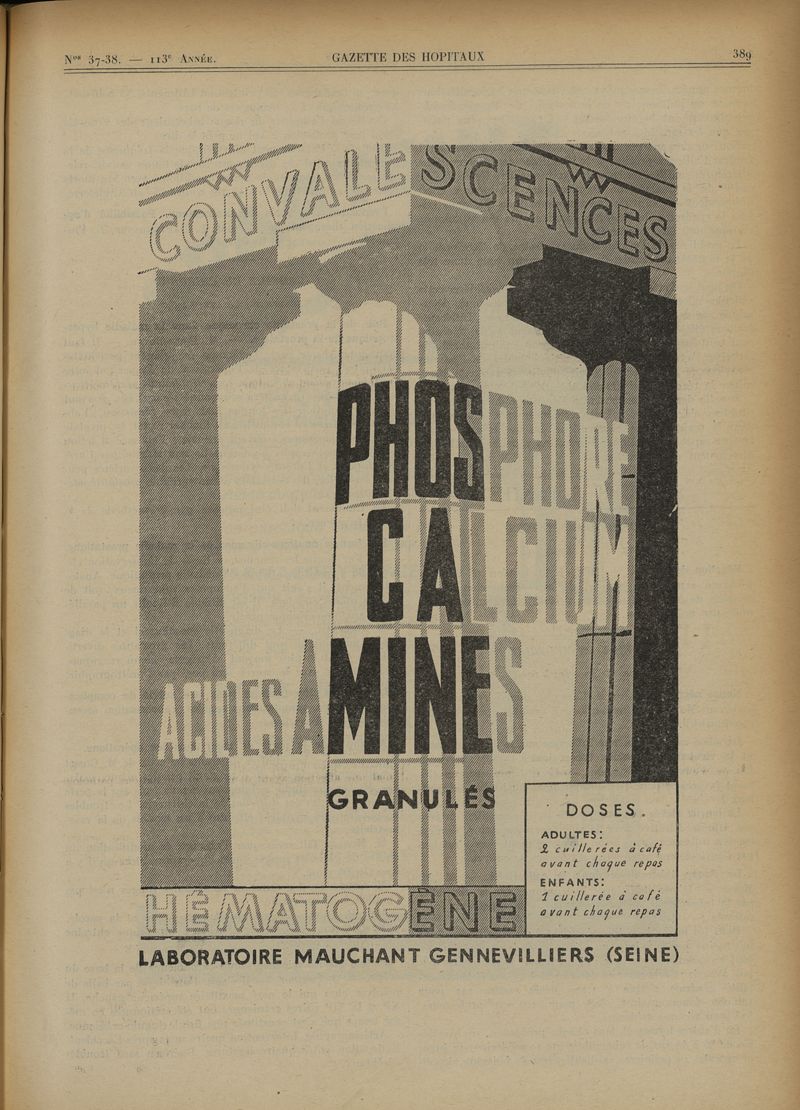 Nos 37-38. — 113e Année.
GAZETTE DES HOPITAUX
389
CONVALESCENCES
PHOSPHORE
CALCIUM
ACIDES AMINES
GRANULÉS
DOSES.
ADULTES:
2 cuillerées à café
avant chaque repas
ENFANTS:
1 cuillerée à café
avant chaque repas
HÉMATOGÈNE
LABORATOIRE MAUCHANT GENNEVILLIERS (SEINE)